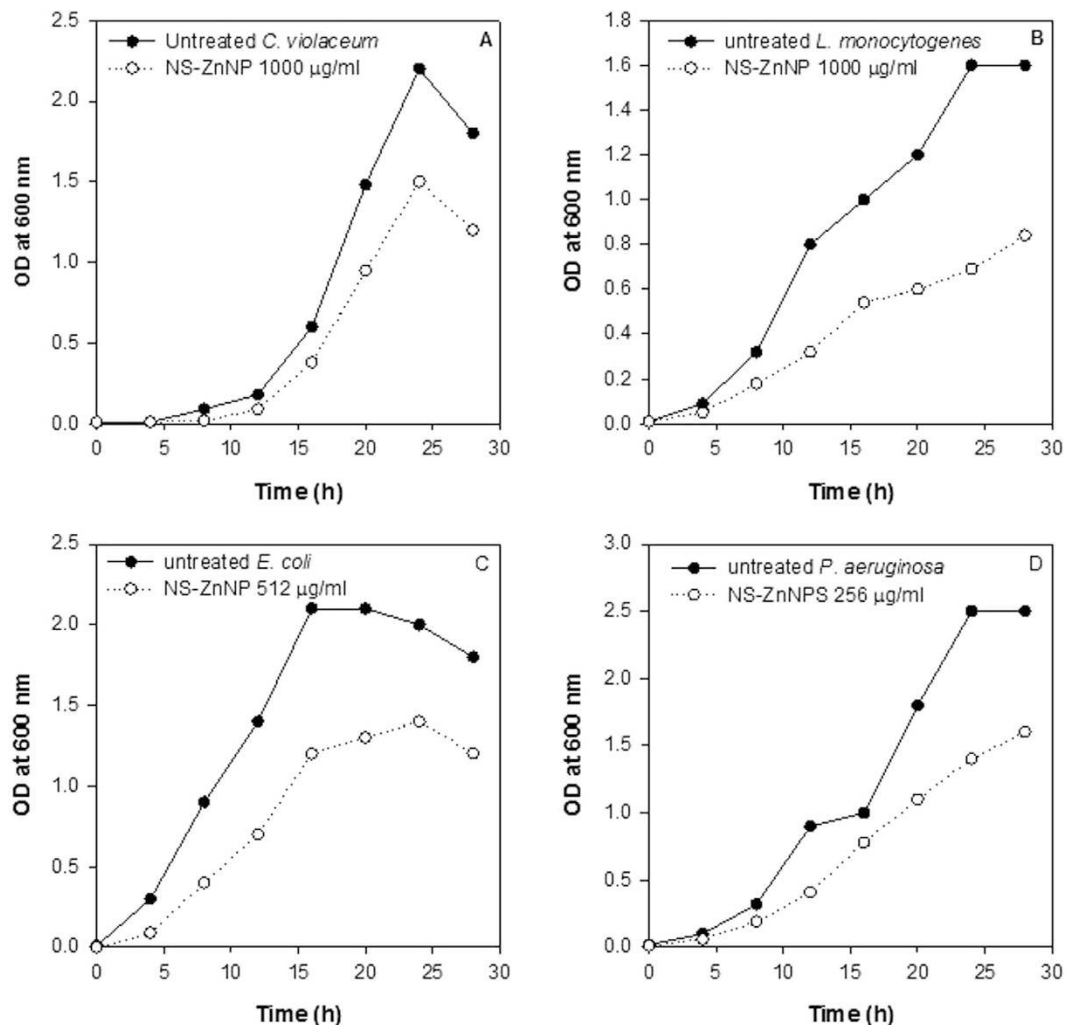 Untreated C. violaceum
NS-ZnNP 1000 μg/ml
A
OD at 600 nm
2.5
2.0
1.5
1.0
0.5
0.0
0 5 10 15 20 25 30
Time (h)
untreated L. monocytogenes
NS-ZnNP 1000 μg/ml
B
OD at 600 nm
1.8
1.6
1.4
1.2
1.0
0.8
0.6
0.4
0.2
0.0
0 5 10 15 20 25 30
Time (h)
untreated E. coli
NS-ZnNP 512 μg/ml
C
OD at 600 nm
2.5
2.0
1.5
1.0
0.5
0.0
0 5 10 15 20 25 30
Time (h)
untreated P. aeruginosa
NS-ZnNPS 256 μg/ml
D
OD at 600 nm
3.0
2.5
2.0
1.5
1.0
0.5
0.0
0 5 10 15 20 25 30
Time (h)